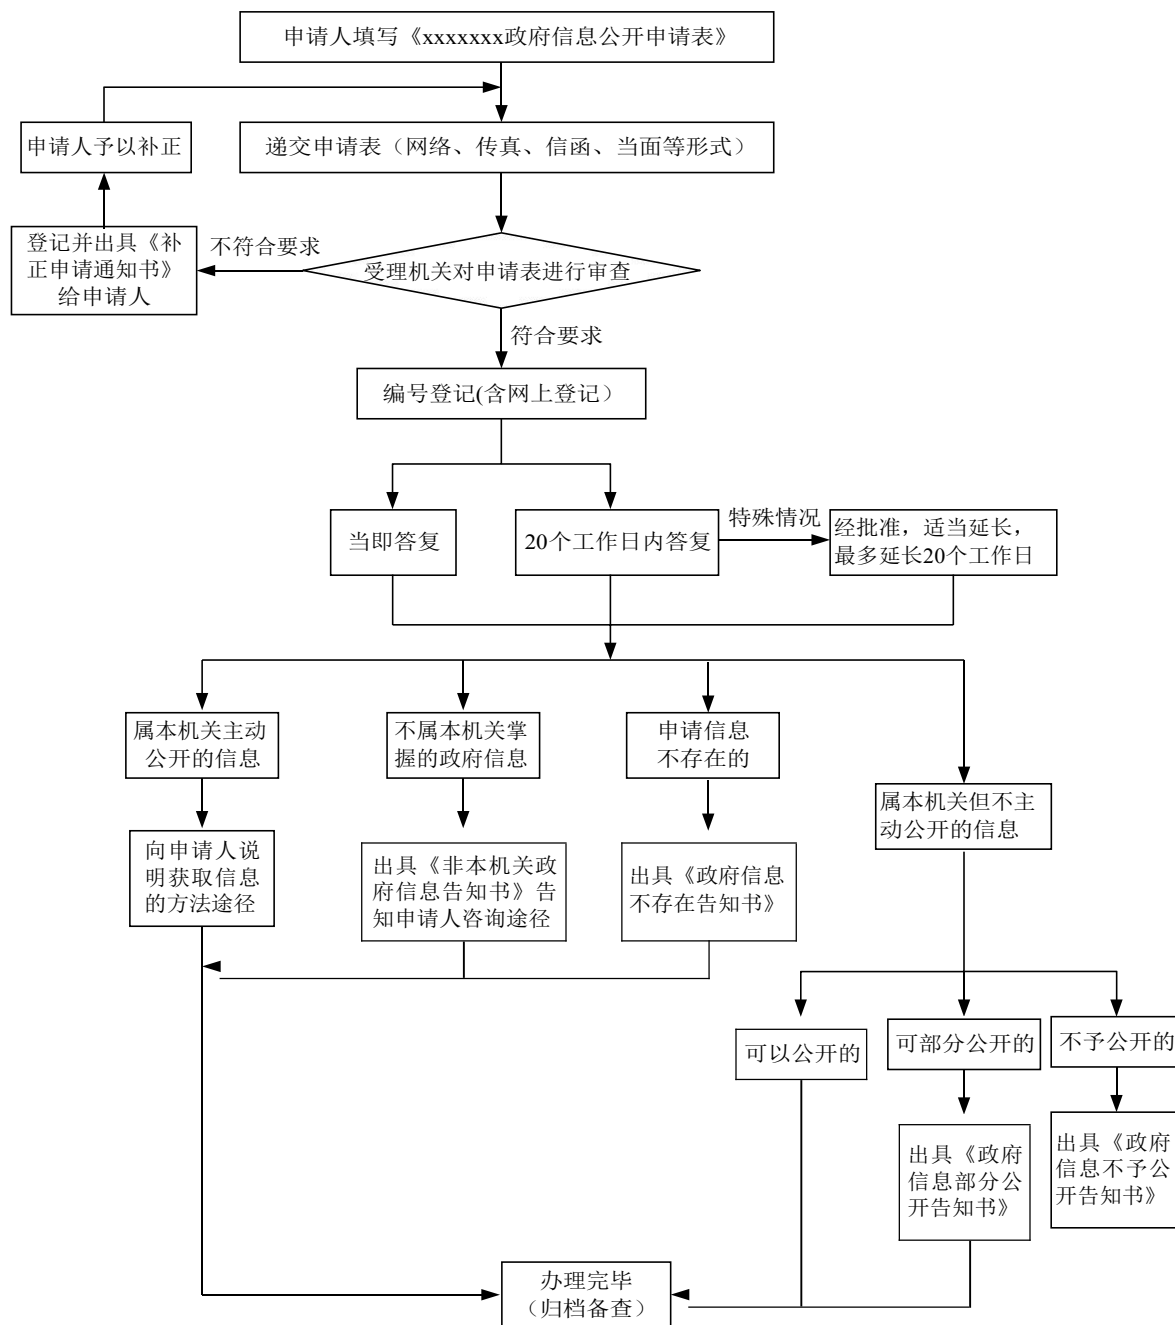 申请人填写《xxxxxxx政府信息公开申请表》
申请人予以补正
递交申请表（网络、传真、信函、当面等形式）
登记并出具《补
正申请通知书》
给申请人
不符合要求
受理机关对申请表进行审查
符合要求
编号登记(含网上登记）
当即答复
20个工作日内答复
特殊情况
经批准，适当延长，
最多延长20个工作日
属本机关主动
公开的信息
不属本机关掌
握的政府信息
申请信息
不存在的
属本机关但不主
动公开的信息
向申请人说
明获取信息
的方法途径
出具《非本机关政
府信息告知书》告
知申请人咨询途径
出具《政府信息
不存在告知书》
可以公开的
可部分公开的
不予公开的
出具《政府
信息部分公
开告知书》
出具《政府
信息不予公
开告知书》
办理完毕
（归档备查）